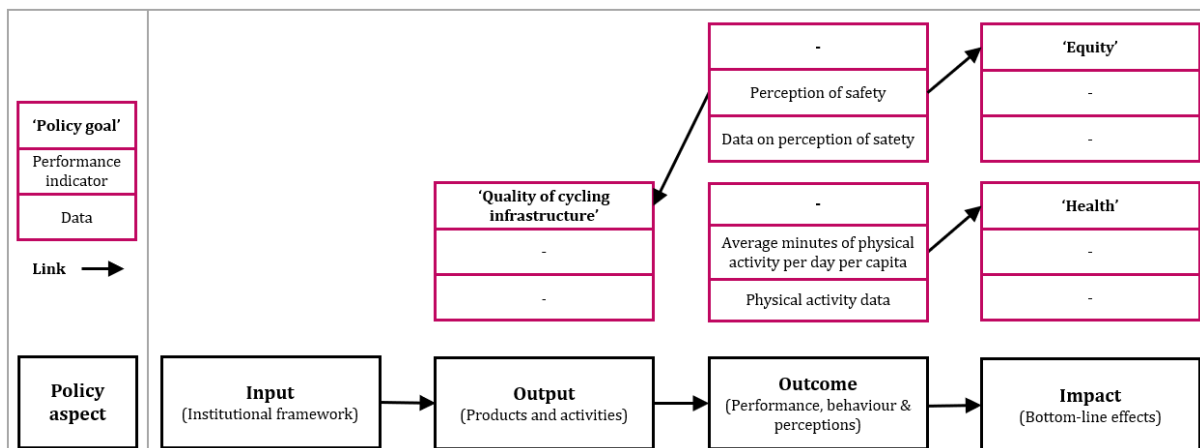 ‘Policy goal’
Performance
indicator
Data
Link
‘Quality of cycling
infrastructure’
-
-
-
Perception of safety
Data on perception of satety
-
Average minutes of physical
activity per day per capita
Physical activity data
‘Equity’
-
-
‘Health’
-
-
Policy
aspect
Input
(Institutional framework)
Output
(Products and activities)
Outcome
(Performance, behaviour &
perceptions)
Impact
(Bottom-line effects)